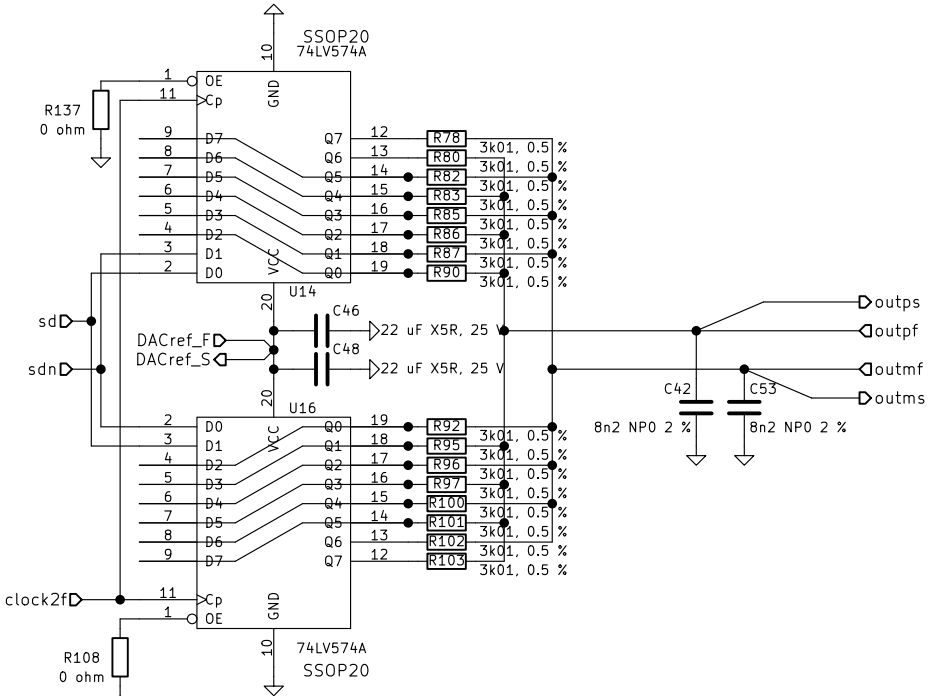 SSOP20
74LV574A
10
GND
1
OE
11
Cp
R137
0 ohm
9 D7 Q7 12 R78 3k01, 0.5 %
8 D6 Q6 13 R80 3k01, 0.5 %
7 D5 Q5 14 R82 3k01, 0.5 %
6 D4 Q4 15 R83 3k01, 0.5 %
5 D3 Q3 16 R85 3k01, 0.5 %
4 D2 Q2 17 R86 3k01, 0.5 %
3 D1 Q1 18 R87 3k01, 0.5 %
2 D0 Q0 19 R90 3k01, 0.5 %
VCC
20
U14
C46
22 uF X5R, 25 V
sd
DACref_F
DACref_S
C48
22 uF X5R, 25 V
sdn
outps
outpf
outmf
outms
C42
8n2 NP0 2 %
C53
8n2 NP0 2 %
20
U16
VCC
2 D0 Q0 19 R92 3k01, 0.5 %
3 D1 Q1 18 R95 3k01, 0.5 %
4 D2 Q2 17 R96 3k01, 0.5 %
5 D3 Q3 16 R97 3k01, 0.5 %
6 D4 Q4 15 R100 3k01, 0.5 %
7 D5 Q5 14 R101 3k01, 0.5 %
8 D6 Q6 13 R102 3k01, 0.5 %
9 D7 Q7 12 R103 3k01, 0.5 %
clock2f
11
Cp
1
OE
GND
10
R108
0 ohm
74LV574A
SSOP20